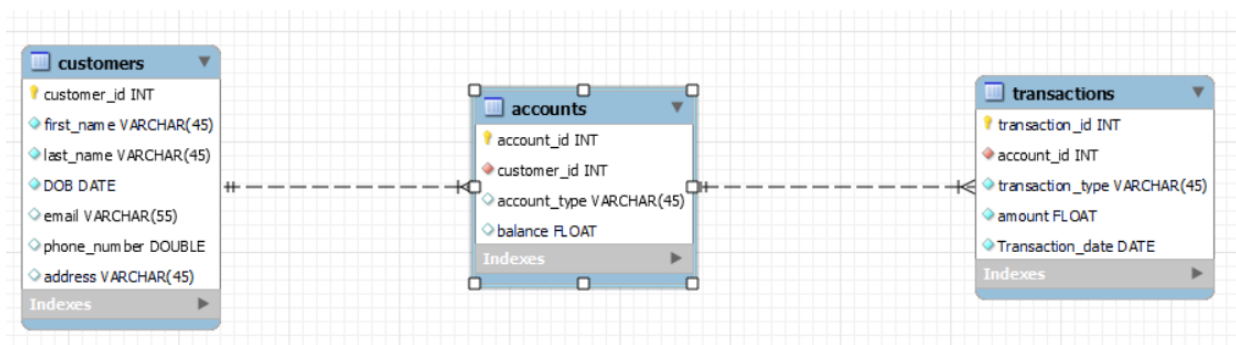 customers
customer_id INT
first_name VARCHAR(45)
last_name VARCHAR(45)
DOB DATE
email VARCHAR(55)
phone_number DOUBLE
address VARCHAR(45)
Indexes
accounts
account_id INT
customer_id INT
account_type VARCHAR(45)
balance FLOAT
Indexes
transactions
transaction_id INT
account_id INT
transaction_type VARCHAR(45)
amount FLOAT
Transaction_date DATE
Indexes